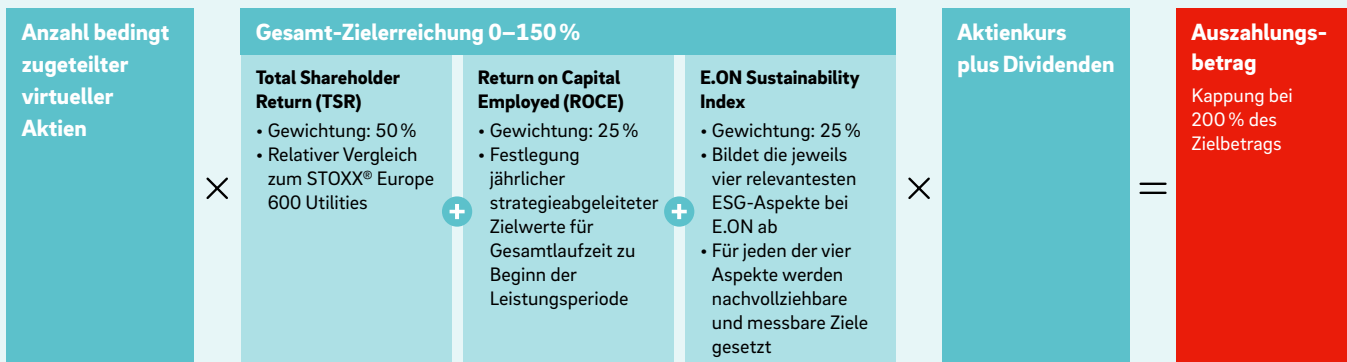 Anzahl bedingt
zugeteilter
virtueller
Aktien
×
Gesamt-Zielerreichung 0–150 %
Total Shareholder
Return (TSR)
• Gewichtung: 50 %
• Relativer Vergleich
zum STOXX® Europe
600 Utilities
+
Return on Capital
Employed (ROCE)
• Gewichtung: 25 %
• Festlegung
jährlicher
strategieabgeleiteter
Zielwerte für
Gesamtlaufzeit zu
Beginn der
Leistungsperiode
+
E.ON Sustainability
Index
• Gewichtung: 25 %
• Bildet die jeweils
vier relevantesten
ESG-Aspekte bei
E.ON ab
• Für jeden der vier
Aspekte werden
nachvollziehbare
und messbare Ziele
gesetzt
×
Aktienkurs
plus Dividenden
=
Auszahlungs-
betrag
Kappung bei
200 % des
Zielbetrags